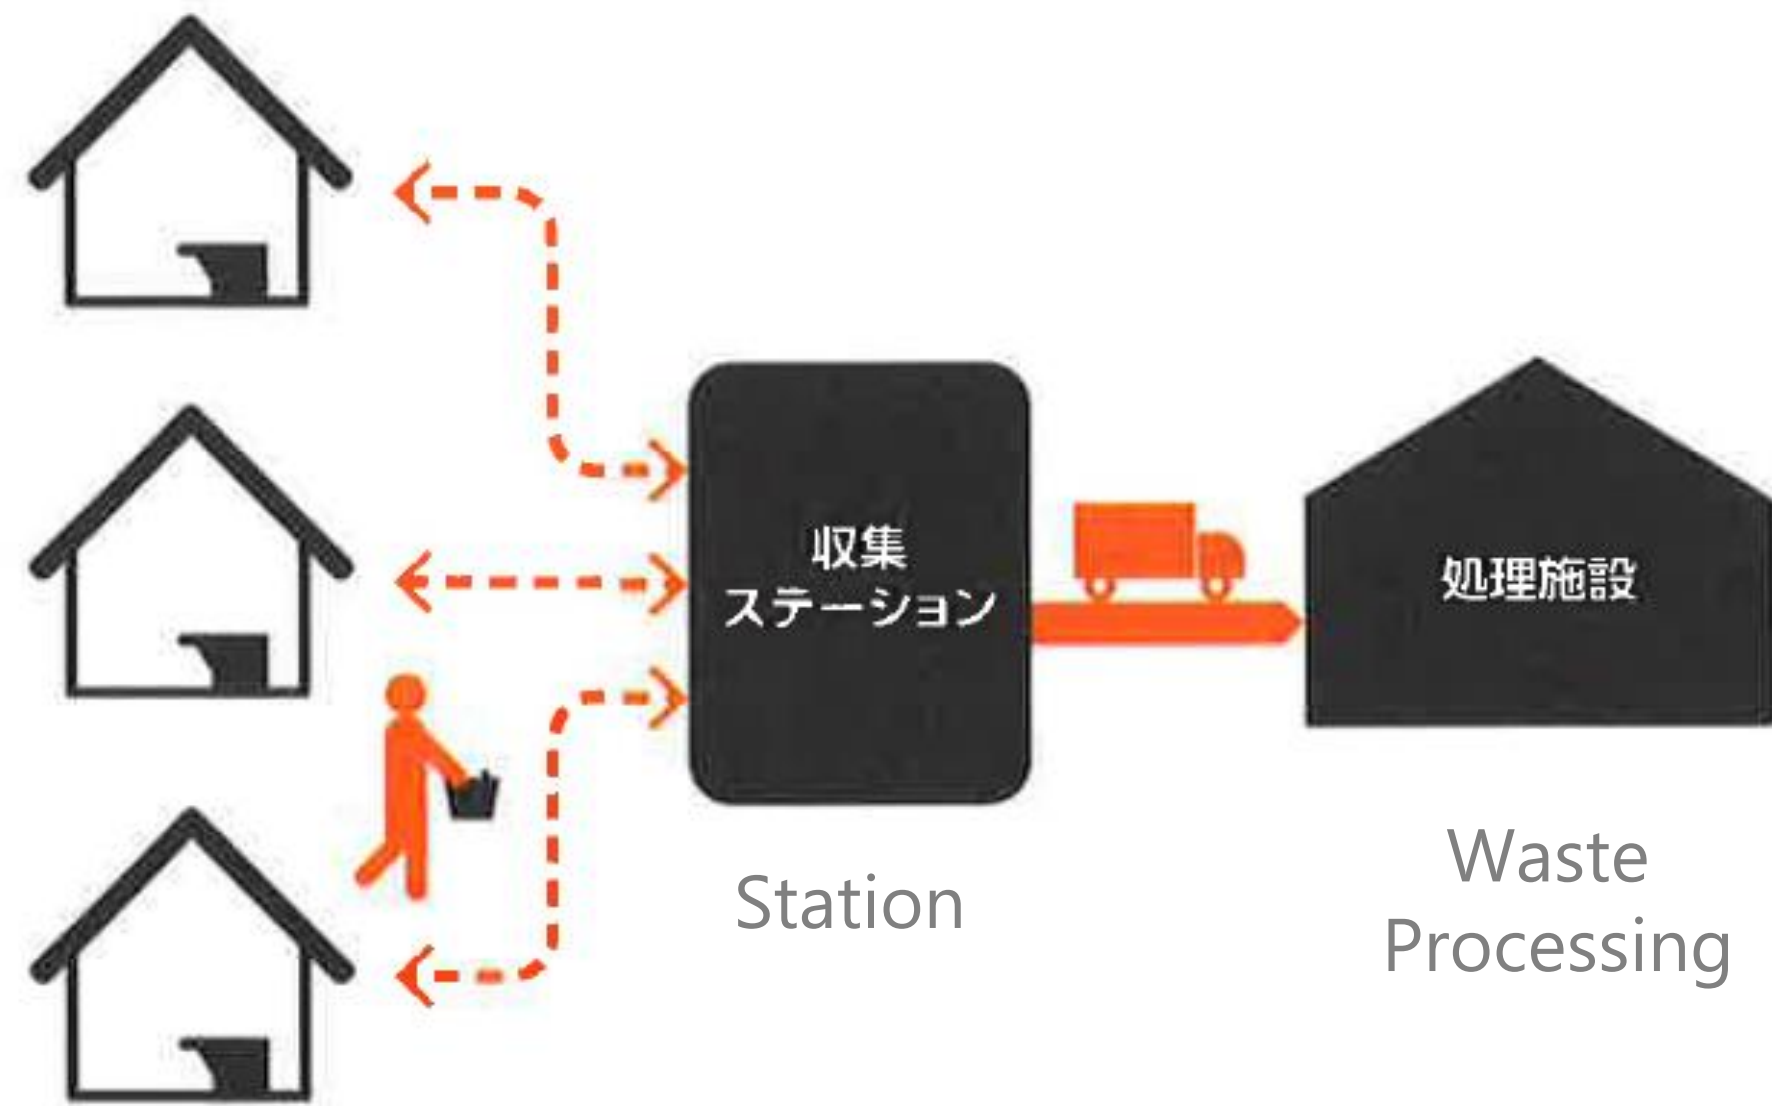 収集
ステーション
処理施設
Station
Waste
Processing